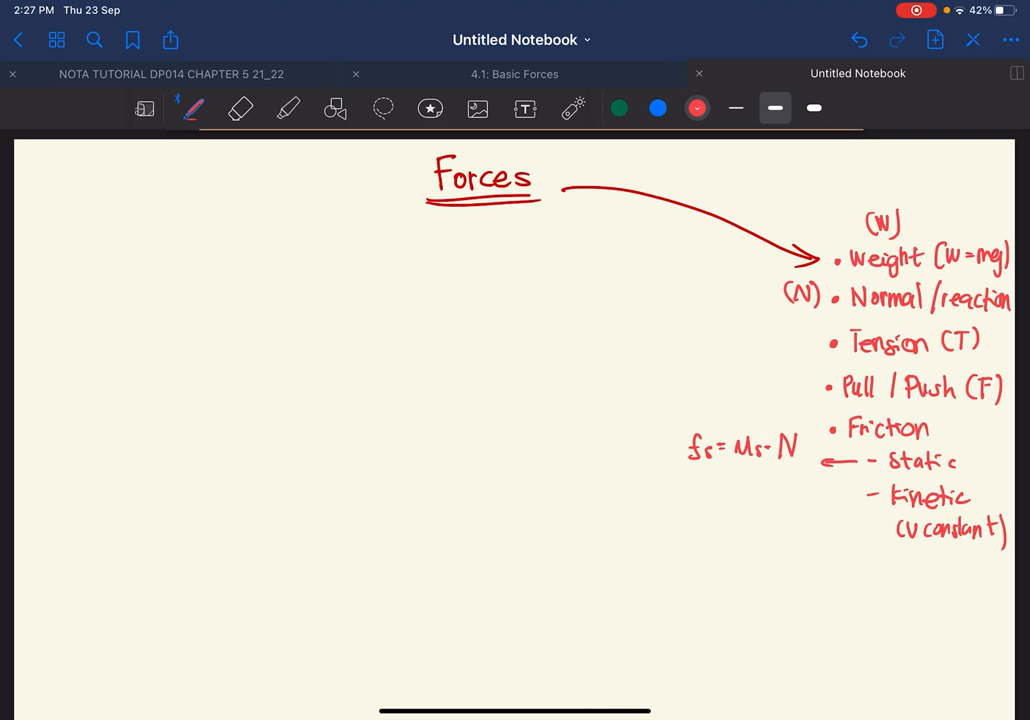 2:27 PM Thu 23 Sep
42%
Untitled Notebook
NOTA TUTORIAL DP014 CHAPTER 5 21_22
4.1: Basic Forces
Untitled Notebook
Forces
(W)
• Weight (W = mg)
(N) • Normal / reaction
• Tension (T)
• Pull / Push (F)
• Friction
fs = μs · N
← - Static
- Kinetic
(v constant)